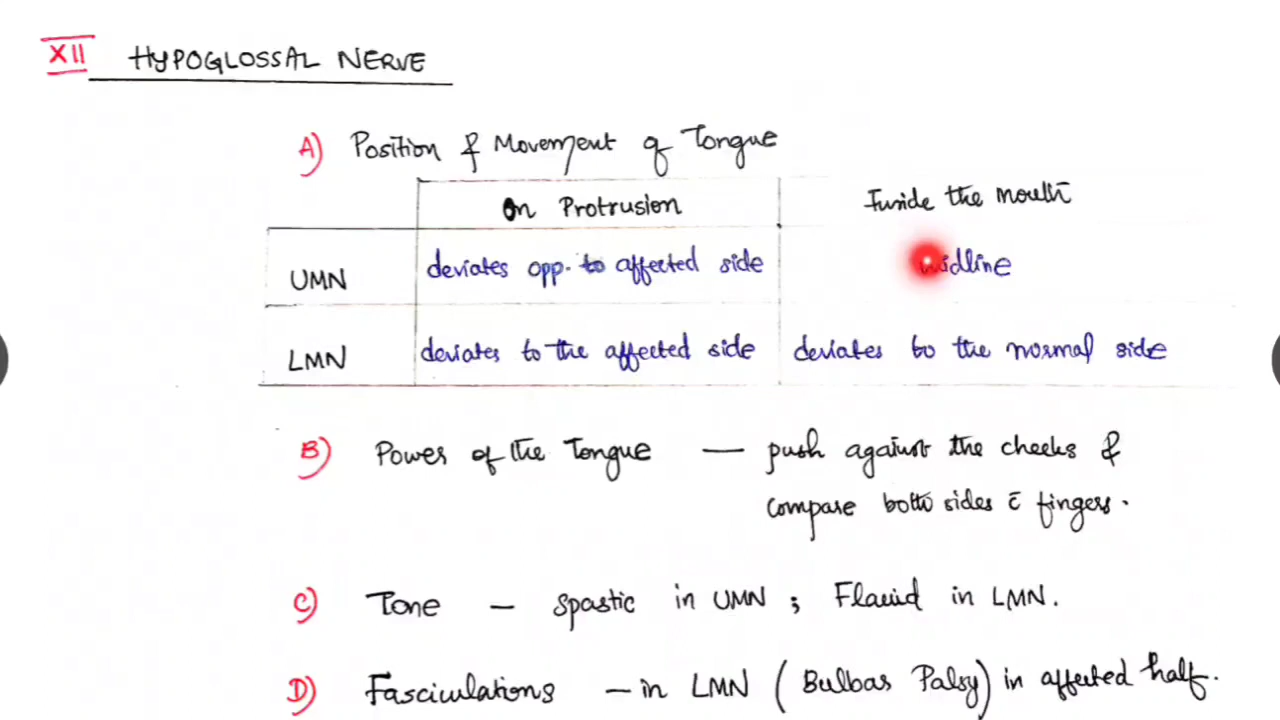 XII HYPOGLOSSAL NERVE
A) Position & Movement of Tongue
On Protrusion Inside the mouth
UMN deviates opp. to affected side midline
LMN deviates to the affected side deviates to the normal side
B) Power of the Tongue — push against the cheeks &
compare both sides c̄ fingers.
C) Tone – Spastic in UMN ; Flaccid in LMN.
D) Fasciculations – in LMN (Bulbar Palsy) in affected half.